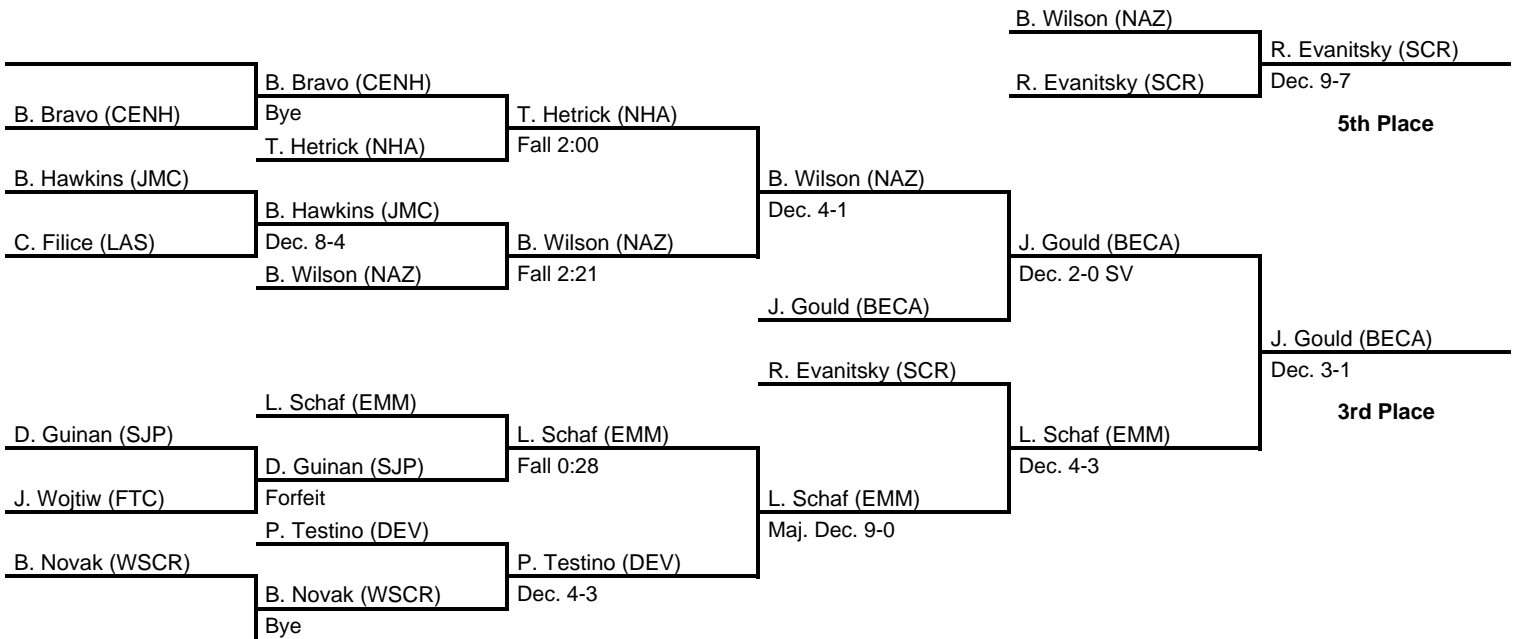 B. Wilson (NAZ)
R. Evanitsky (SCR)
B. Bravo (CENH)
R. Evanitsky (SCR)
Dec. 9-7
B. Bravo (CENH)
Bye
T. Hetrick (NHA)
5th Place
T. Hetrick (NHA)
Fall 2:00
B. Hawkins (JMC)
B. Wilson (NAZ)
B. Hawkins (JMC)
Dec. 4-1
C. Filice (LAS)
Dec. 8-4
B. Wilson (NAZ)
J. Gould (BECA)
B. Wilson (NAZ)
Fall 2:21
Dec. 2-0 SV
J. Gould (BECA)
J. Gould (BECA)
R. Evanitsky (SCR)
Dec. 3-1
L. Schaf (EMM)
3rd Place
D. Guinan (SJP)
L. Schaf (EMM)
L. Schaf (EMM)
D. Guinan (SJP)
Fall 0:28
Dec. 4-3
J. Wojtiw (FTC)
Forfeit
L. Schaf (EMM)
P. Testino (DEV)
Maj. Dec. 9-0
B. Novak (WSCR)
P. Testino (DEV)
B. Novak (WSCR)
Dec. 4-3
Bye